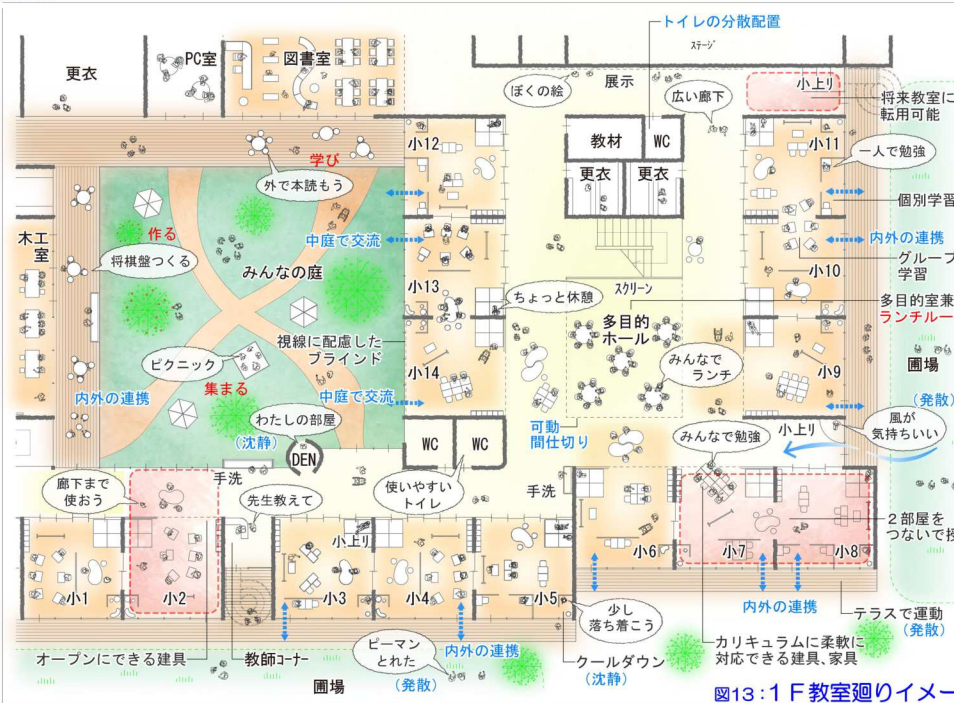 トイレの分散配置
ステージ
更衣
PC室
図書室
ぼくの絵
展示
広い廊下
小上り
将来教室に
転用可能
小12
教材
WC
小11
一人で勉強
学び
外で本読もう
更衣
更衣
個別学習
木工
室
作る
中庭で交流
内外の連携
グループ
学習
将棋盤つくる
みんなの庭
小13
ちょっと休憩
スクリーン
小10
多目的室兼
ランチルー
視線に配慮した
ブラインド
多目的
ホール
ピクニック
小14
みんなで
ランチ
小9
圃場
集まる
内外の連携
中庭で交流
(発散)
わたしの部屋
(沈静)
DEN
WC
WC
可動
間仕切り
みんなで勉強
小上り
風が
気持ちいい
手洗
廊下まで
使おう
先生教えて
使いやすい
トイレ
手洗
2部屋を
つないで授
小上り
小6
小7
小8
小1
小2
小3
小4
小5
内外の連携
テラスで運動
(発散)
少し
落ち着こう
オープンにできる建具
教師コーナー
ピーマン
とれた
内外の連携
クールダウン
(沈静)
カリキュラムに柔軟に
対応できる建具、家具
圃場
(発散)
図13:1F教室廻りイメー